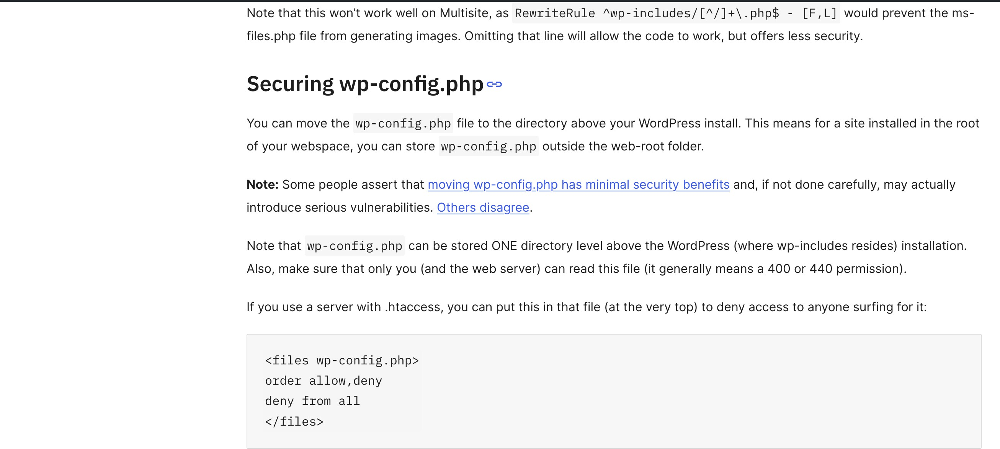 Note that this won’t work well on Multisite, as RewriteRule ^wp-includes/[^/]+\.php$ - [F,L] would prevent the ms-
files.php file from generating images. Omitting that line will allow the code to work, but offers less security.
Securing wp-config.php
You can move the wp-config.php file to the directory above your WordPress install. This means for a site installed in the root
of your webspace, you can store wp-config.php outside the web-root folder.
Note: Some people assert that moving wp-config.php has minimal security benefits and, if not done carefully, may actually
introduce serious vulnerabilities. Others disagree.
Note that wp-config.php can be stored ONE directory level above the WordPress (where wp-includes resides) installation.
Also, make sure that only you (and the web server) can read this file (it generally means a 400 or 440 permission).
If you use a server with .htaccess, you can put this in that file (at the very top) to deny access to anyone surfing for it:
<files wp-config.php>
order allow,deny
deny from all
</files>